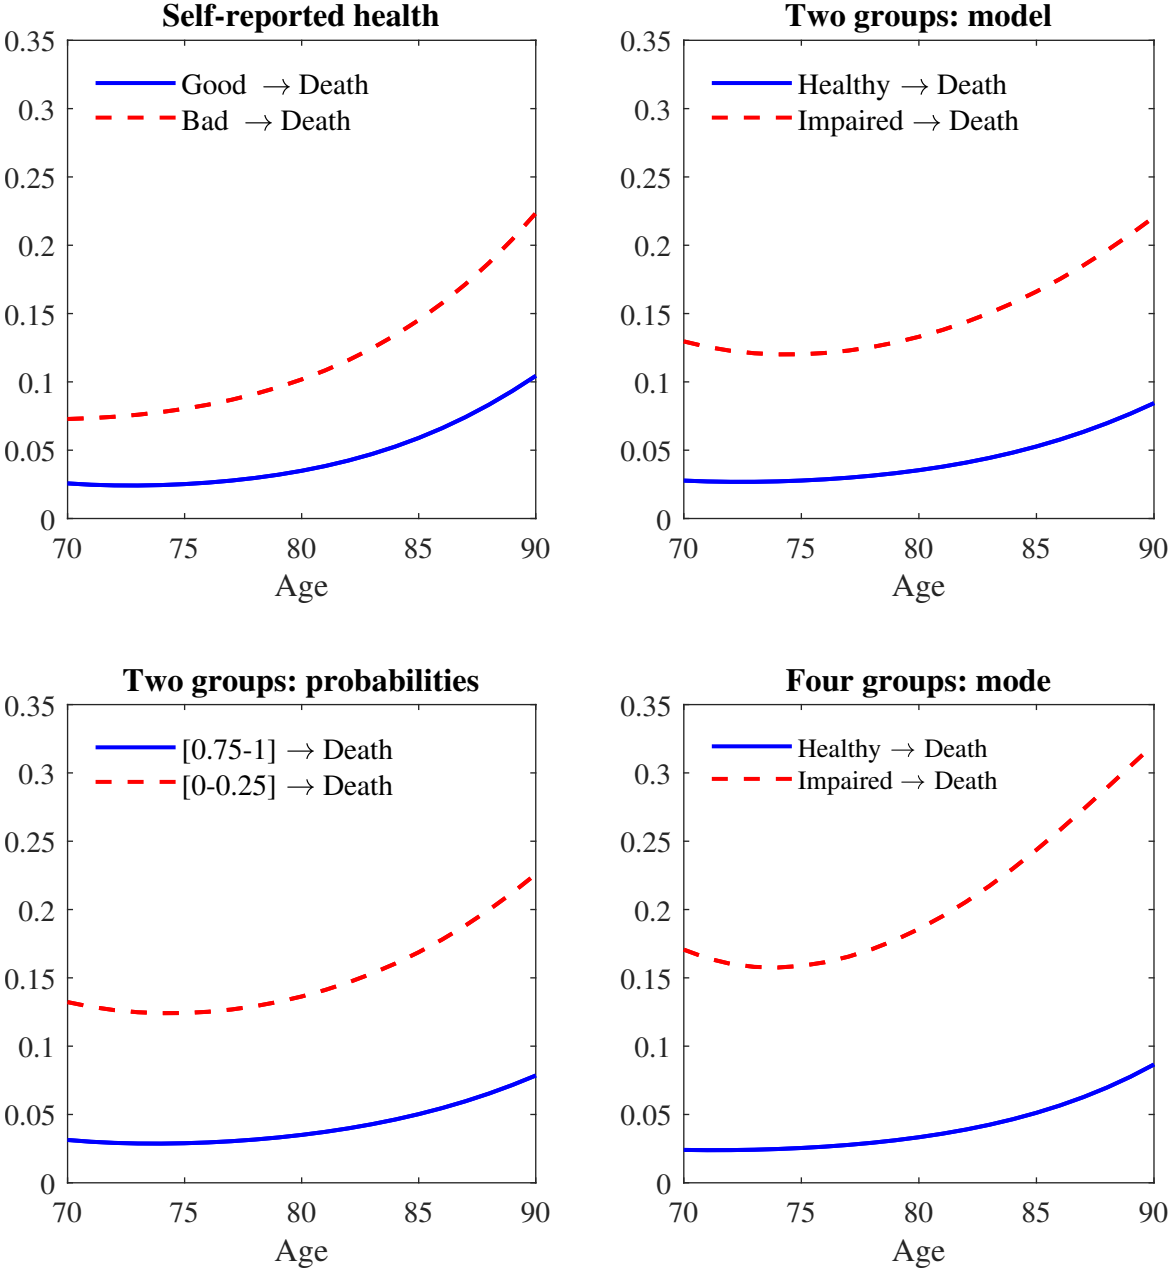 Self-reported health
0.35
0.3
0.25
0.2
0.15
0.1
0.05
0
Good → Death
Bad → Death
70 75 80 85 90
Age
Two groups: model
0.35
0.3
0.25
0.2
0.15
0.1
0.05
0
Healthy → Death
Impaired → Death
70 75 80 85 90
Age
Two groups: probabilities
0.35
0.3
0.25
0.2
0.15
0.1
0.05
0
[0.75-1] → Death
[0-0.25] → Death
70 75 80 85 90
Age
Four groups: mode
0.35
0.3
0.25
0.2
0.15
0.1
0.05
0
Healthy → Death
Impaired → Death
70 75 80 85 90
Age